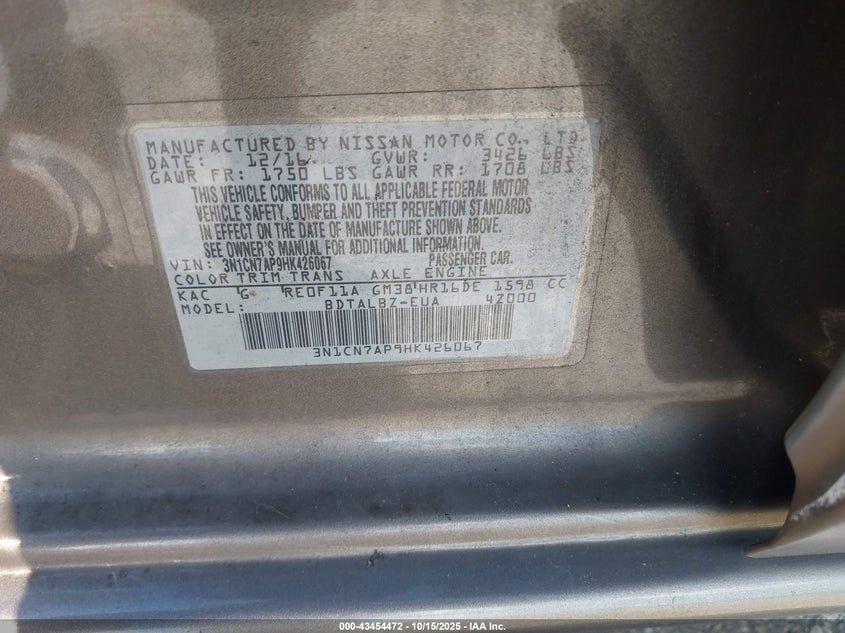 MANUFACTURED BY NISSAN MOTOR CO., LTD.
DATE: 12/16 GVWR: 3426 LBS
GAWR FR: 1750 LBS GAWR RR: 1708 LBS
THIS VEHICLE CONFORMS TO ALL APPLICABLE FEDERAL MOTOR
VEHICLE SAFETY, BUMPER AND THEFT PREVENTION STANDARDS
IN EFFECT ON THE DATE OF MANUFACTURE SHOWN ABOVE.
SEE OWNER'S MANUAL FOR ADDITIONAL INFORMATION.
VIN: 3N1CN7AP9HK426067 PASSENGER CAR.
COLOR TRIM TRANS AXLE ENGINE
KAC G RE0F11A GM38 HR16DE 1598 CC
MODEL: BDTALBZ-EUA 4Z000
3N1CN7AP9HK426067
000-43454472 - 10/15/2025 - IAA Inc.